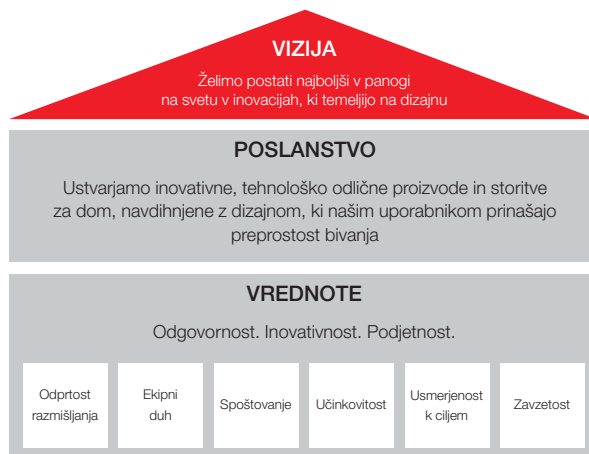 VIZIJA
Želimo postati najboljši v panogi
na svetu v inovacijah, ki temeljijo na dizajnu
POSLANSTVO
Ustvarjamo inovativne, tehnološko odlične proizvode in storitve
za dom, navdihnjene z dizajnom, ki našim uporabnikom prinašajo
preprostost bivanja
VREDNOTE
Odgovornost. Inovativnost. Podjetnost.
Odprtost
razmišljanja
Ekipni
duh
Spoštovanje
Učinkovitost
Usmerjenost
k ciljem
Zavzetost